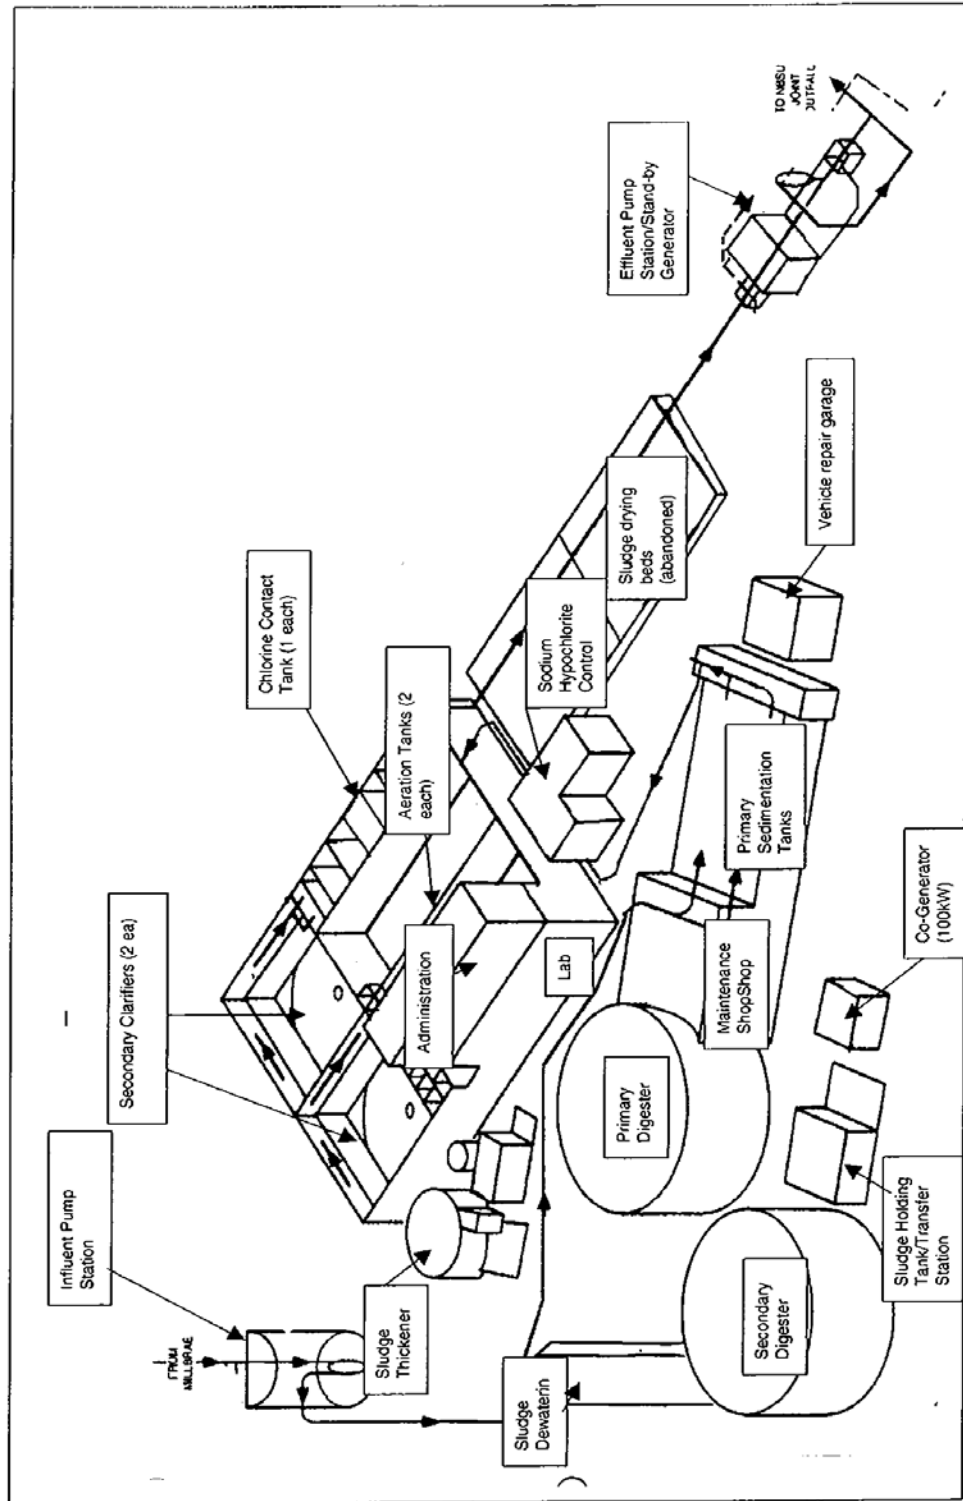 FROM
MILLBRAE
Influent Pump
Station
Secondary Clarifiers (2 ea)
Chlorine Contact
Tank (1 each)
Aeration Tanks (2
each)
Administration
Lab
Sludge
Thickener
Sludge
Dewaterin
Sodium
Hypochlorite
Control
Sludge drying
beds
(abandoned)
Effluent Pump
Station/Stand-by
Generator
TO NBSU
JOINT
OUTFALL
Vehicle repair garage
Primary
Sedimentation
Tanks
Maintenance
ShopShop
Primary
Digester
Secondary
Digester
Co-Generator
(100kW)
Sludge Holding
Tank/Transfer
Station